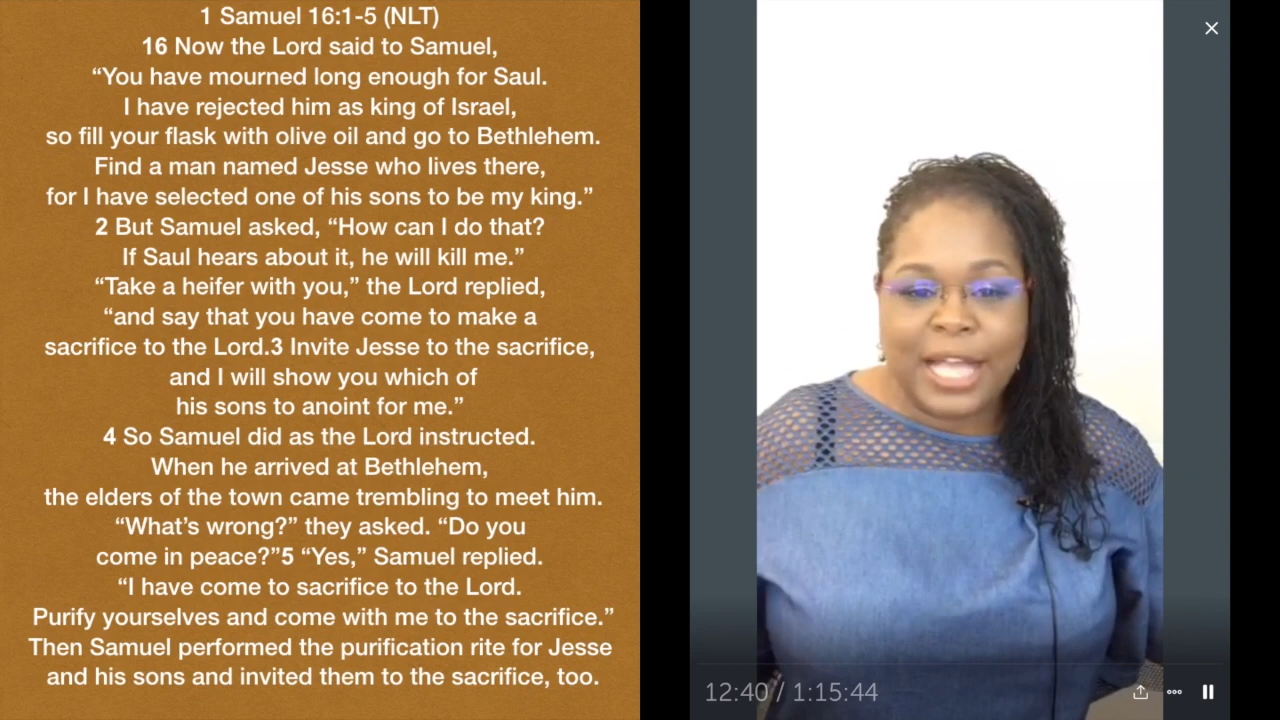 1 Samuel 16:1-5 (NLT)
16 Now the Lord said to Samuel,
“You have mourned long enough for Saul.
I have rejected him as king of Israel,
so fill your flask with olive oil and go to Bethlehem.
Find a man named Jesse who lives there,
for I have selected one of his sons to be my king.”
2 But Samuel asked, “How can I do that?
If Saul hears about it, he will kill me.”
“Take a heifer with you,” the Lord replied,
“and say that you have come to make a
sacrifice to the Lord.3 Invite Jesse to the sacrifice,
and I will show you which of
his sons to anoint for me.”
4 So Samuel did as the Lord instructed.
When he arrived at Bethlehem,
the elders of the town came trembling to meet him.
“What’s wrong?” they asked. “Do you
come in peace?”5 “Yes,” Samuel replied.
“I have come to sacrifice to the Lord.
Purify yourselves and come with me to the sacrifice.”
Then Samuel performed the purification rite for Jesse
and his sons and invited them to the sacrifice, too.
12:40 / 1:15:44